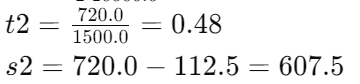 t2 = 720.0/1500.0 = 0.48
s2 = 720.0 − 112.5 = 607.5